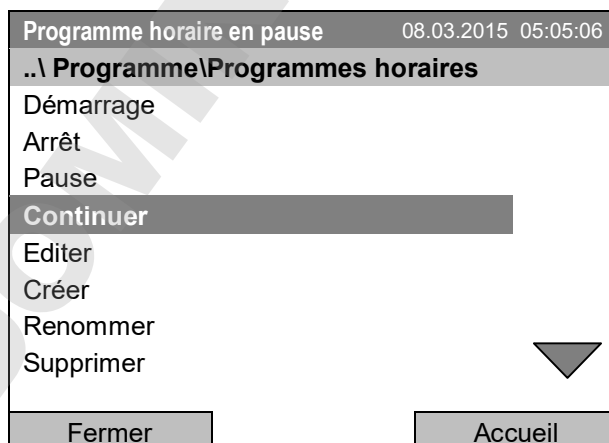 Programme horaire en pause 08.03.2015 05:05:06
..\ Programme\Programmes horaires
Démarrage
Arrêt
Pause
Continuer
Editer
Créer
Renommer
Supprimer
Fermer Accueil